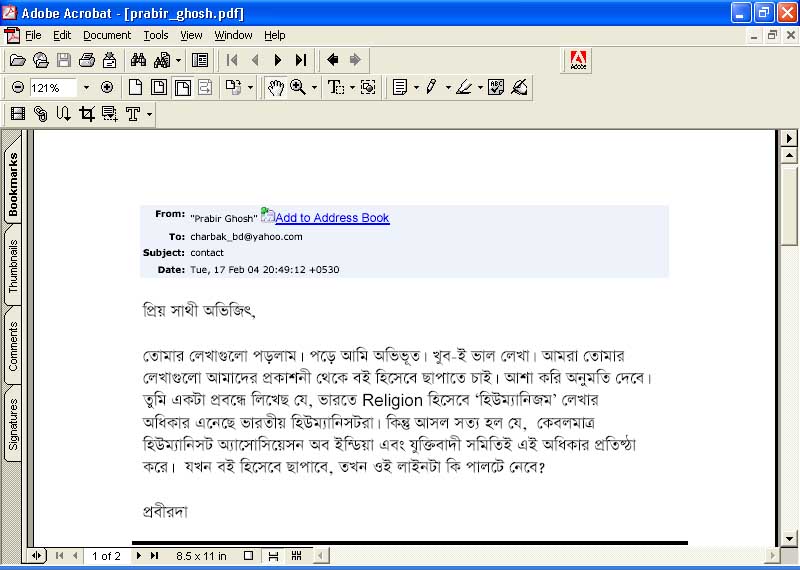 Adobe Acrobat - [prabir_ghosh.pdf]
File Edit Document Tools View Window Help
Adobe
121%
Bookmarks
Thumbnails
Comments
Signatures
From: "Prabir Ghosh" Add to Address Book
To: charbak_bd@yahoo.com
Subject: contact
Date: Tue, 17 Feb 04 20:49:12 +0530
প্রিয় সাথী অভিজিৎ,
তোমার লেখাগুলো পড়লাম। পড়ে আমি অভিভূত। খুব-ই ভাল লেখা। আমরা তোমার
লেখাগুলো আমাদের প্রকাশনী থেকে বই হিসেবে ছাপাতে চাই। আশা করি অনুমতি দেবে।
তুমি একটা প্রবন্ধে লিখেছ যে, ভারতে Religion হিসেবে ‘হিউম্যানিজম’ লেখার
অধিকার এনেছে ভারতীয় হিউম্যানিসটরা। কিন্তু আসল সত্য হল যে, কেবলমাত্র
হিউম্যানিসট অ্যাসোসিয়েসন অব ইন্ডিয়া এবং যুক্তিবাদী সমিতিই এই অধিকার প্রতিষ্ঠা
করে। যখন বই হিসেবে ছাপাবে, তখন ওই লাইনটা কি পালটে নেবে?
প্রবীরদা
1 of 2 8.5 x 11 in